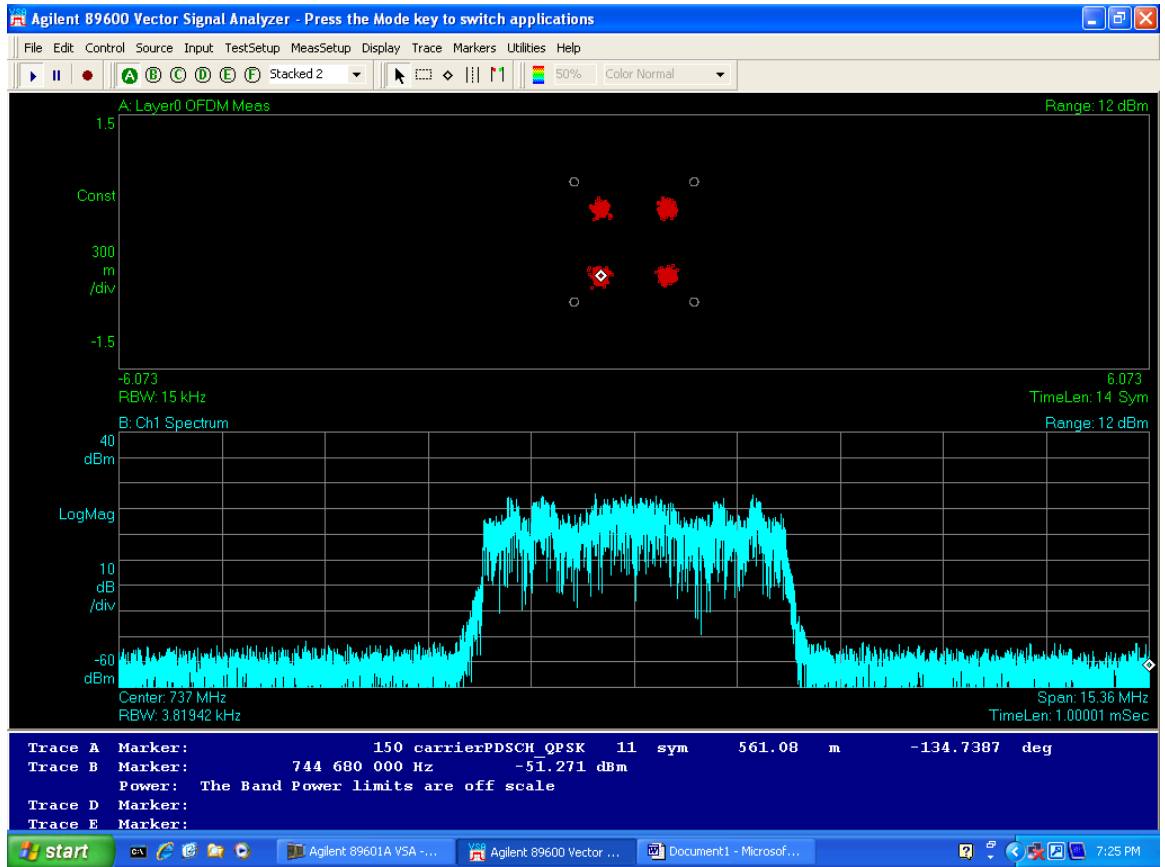 Agilent 89600 Vector Signal Analyzer - Press the Mode key to switch applications
File Edit Control Source Input TestSetup MeasSetup Display Trace Markers Utilities Help
A B C D E F Stacked 2 50% Color Normal
A: Layer0 OFDM Meas Range: 12 dBm
1.5
Const
300
m
/div
-1.5
-6.073 6.073
RBW: 15 kHz TimeLen: 14 Sym
B: Ch1 Spectrum Range: 12 dBm
40
dBm
LogMag
10
dB
/div
-60
dBm
Center: 737 MHz Span: 15.36 MHz
RBW: 3.81942 kHz TimeLen: 1.00001 mSec
Trace A Marker: 150 carrierPDSCH_QPSK 11 sym 561.08 m -134.7387 deg
Trace B Marker: 744 680 000 Hz -51.271 dBm
Power: The Band Power limits are off scale
Trace D Marker:
Trace E Marker:
start Agilent 89601A VSA -... Agilent 89600 Vector ... Document1 - Microsof... 7:25 PM